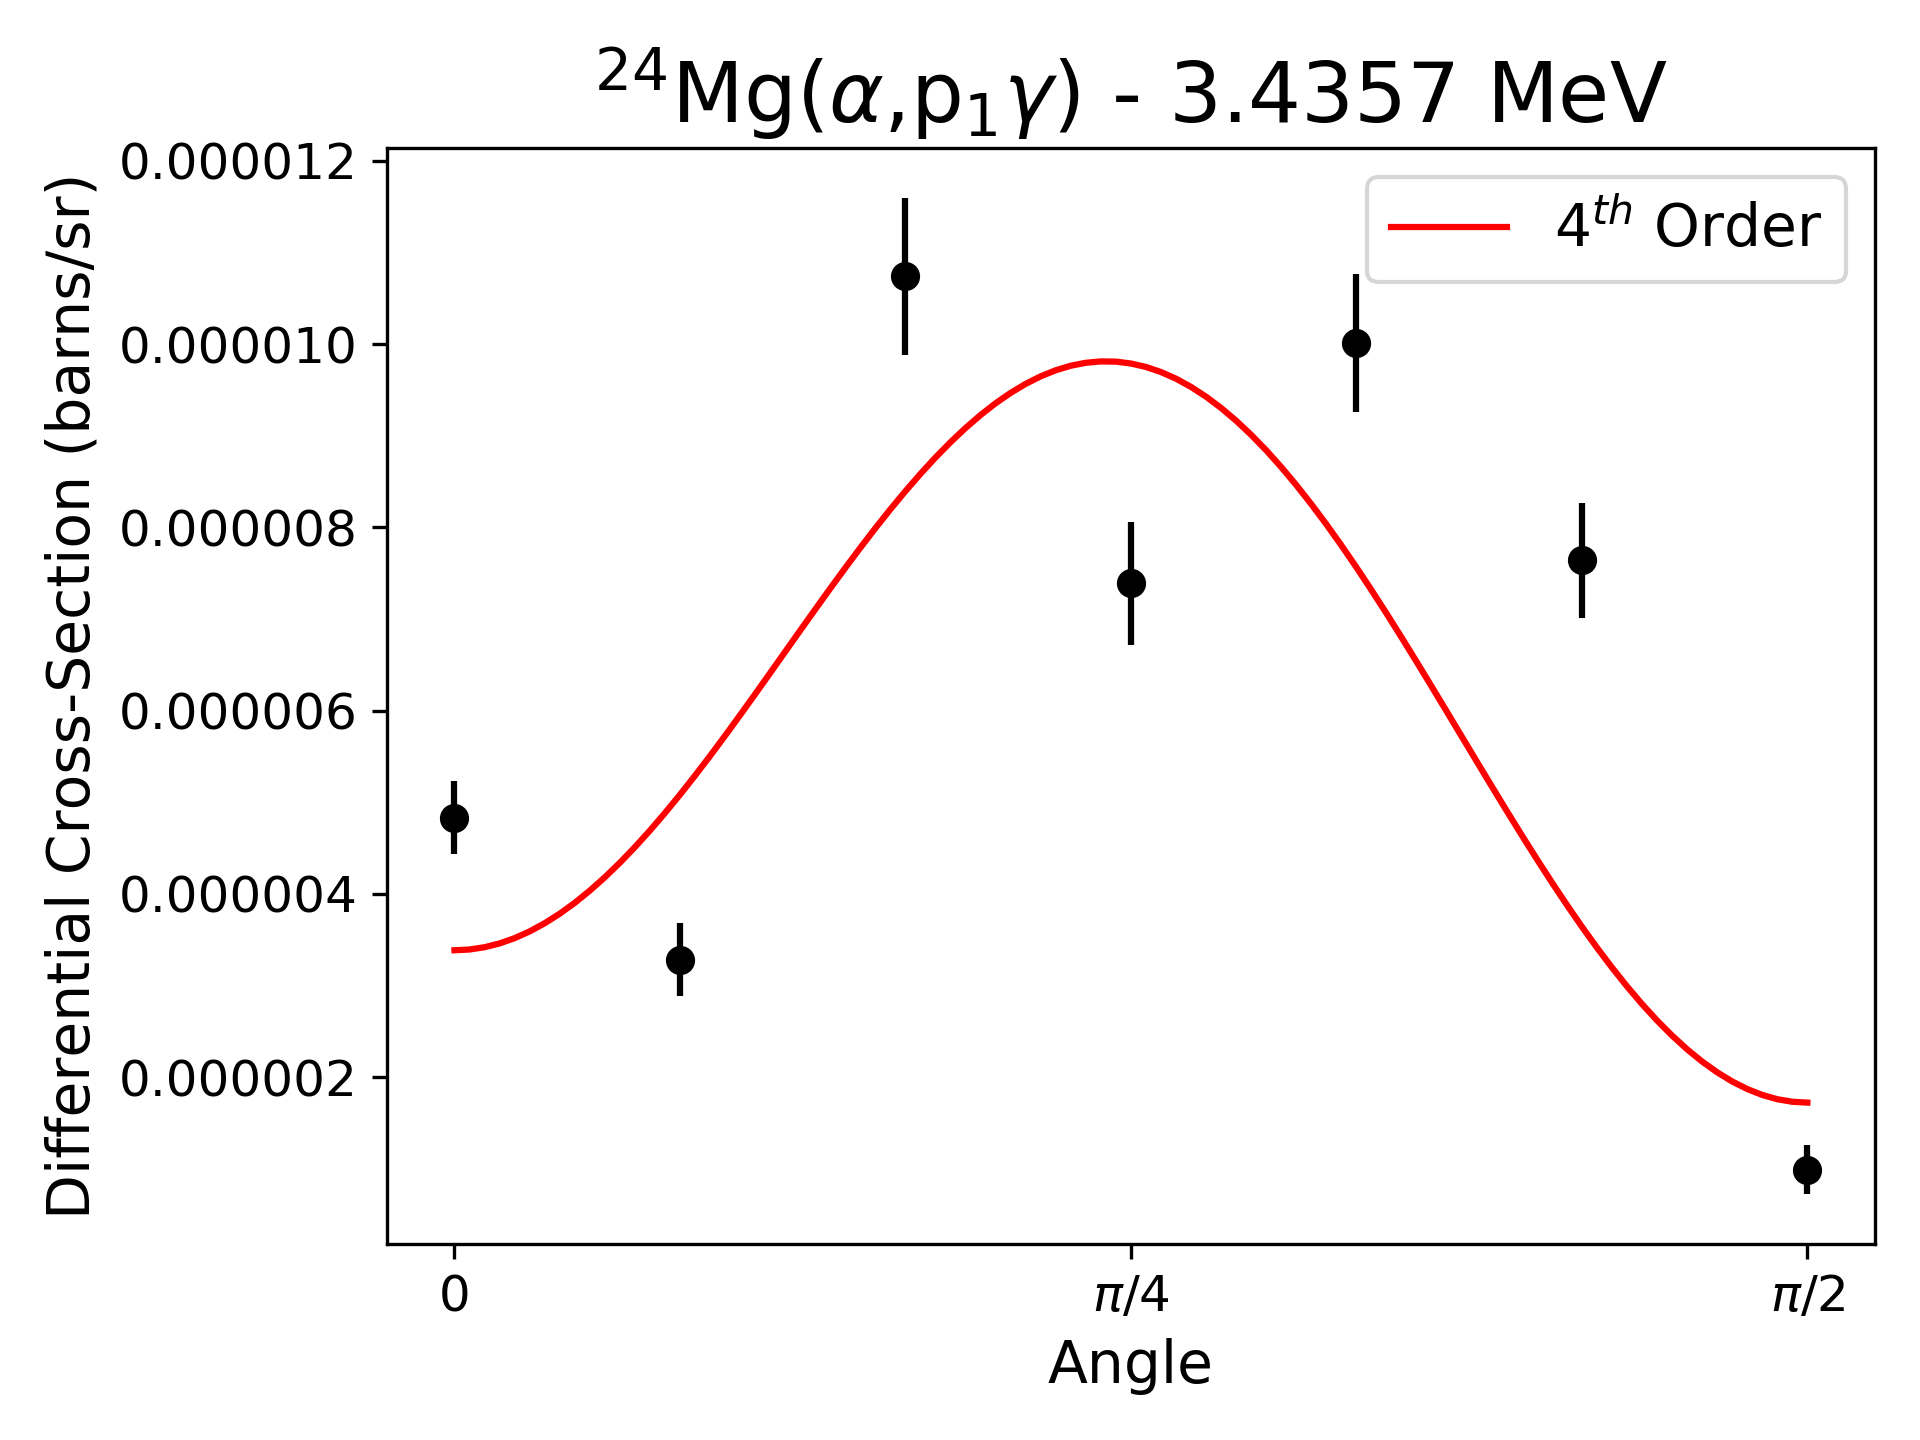 ²⁴Mg(α,p₁γ) - 3.4357 MeV
Differential Cross-Section (barns/sr)
0.000012
0.000010
0.000008
0.000006
0.000004
0.000002
4ᵗʰ Order
0
π/4
π/2
Angle